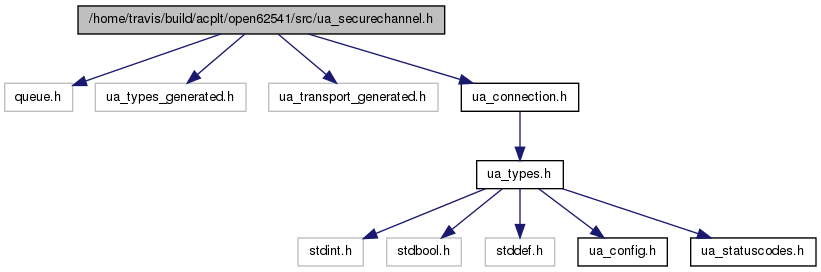 /home/travis/build/acplt/open62541/src/ua_securechannel.h
queue.h
ua_types_generated.h
ua_transport_generated.h
ua_connection.h
ua_types.h
stdint.h
stdbool.h
stddef.h
ua_config.h
ua_statuscodes.h